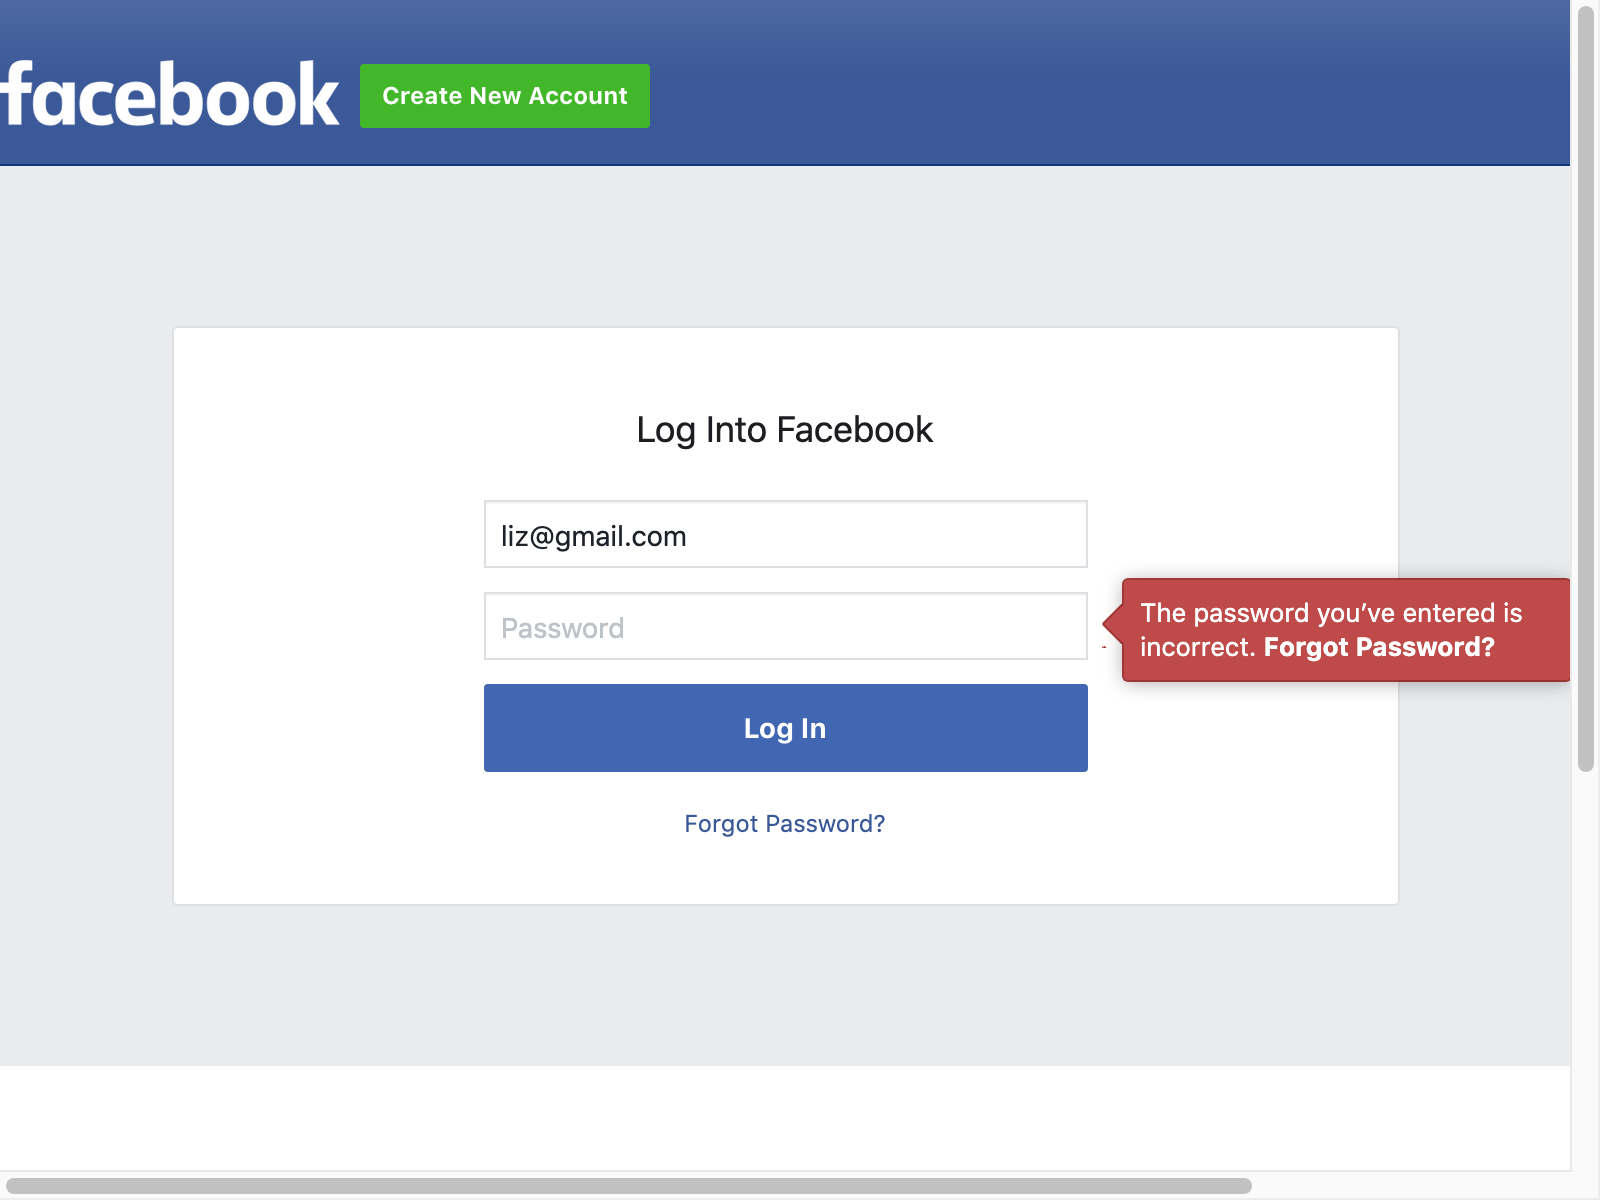 facebook
Create New Account
Log Into Facebook
liz@gmail.com
Password
The password you’ve entered is
incorrect. Forgot Password?
Log In
Forgot Password?